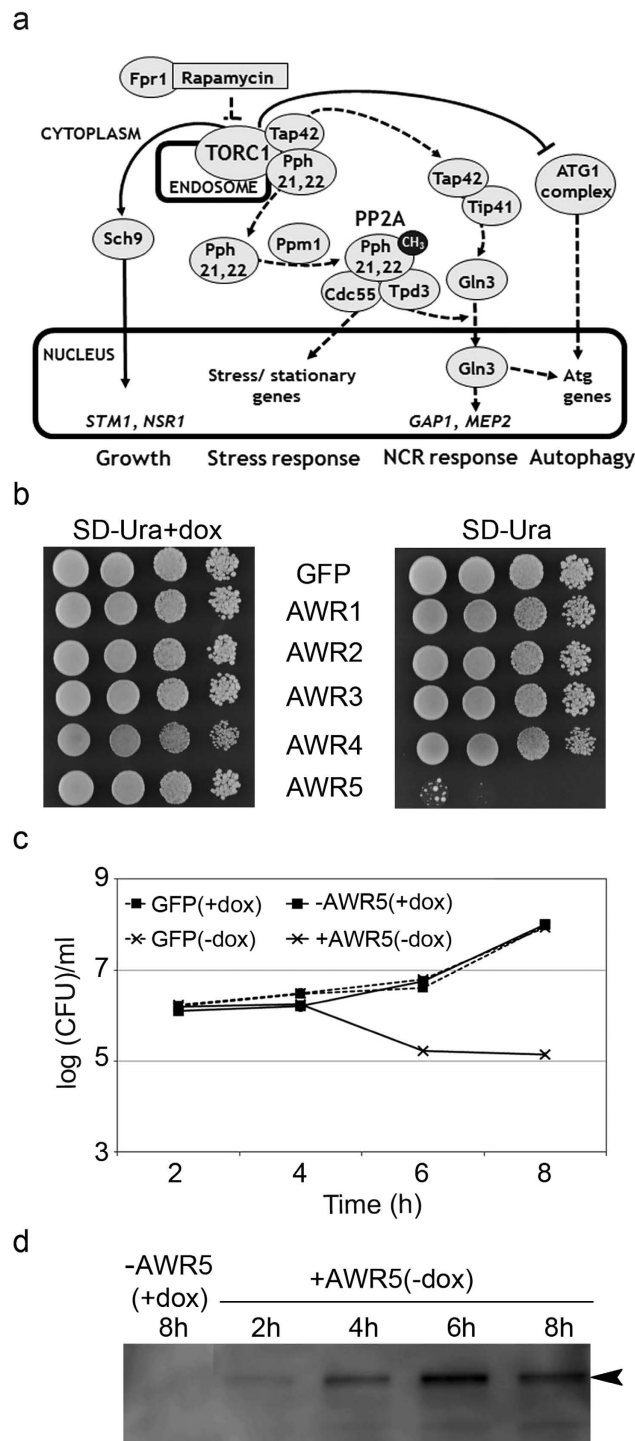 a
Fpr1
Rapamycin
CYTOPLASM
TORC1
Tap42
Pph
21,22
ENDOSOME
Sch9
Pph
21,22
Ppm1
PP2A
Pph
21,22
CH3
Cdc55
Tpd3
Tap42
Tip41
Gln3
ATG1
complex
NUCLEUS
Stress/ stationary
genes
Gln3
Atg
genes
STM1, NSR1
GAP1, MEP2
Growth
Stress response
NCR response
Autophagy
b
SD-Ura+dox
SD-Ura
GFP
AWR1
AWR2
AWR3
AWR4
AWR5
c
9
7
5
3
log (CFU)/ml
GFP(+dox)
-AWR5(+dox)
GFP(-dox)
+AWR5(-dox)
2 4 6 8
Time (h)
d
-AWR5
(+dox)
+AWR5(-dox)
8h 2h 4h 6h 8h